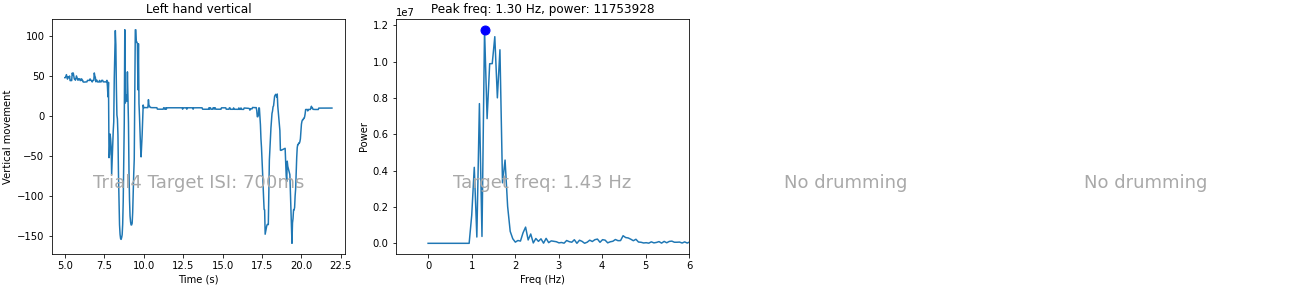 Left hand vertical
Vertical movement
100
50
0
−50
−100
−150
5.0 7.5 10.0 12.5 15.0 17.5 20.0 22.5
Time (s)
Trial4 Target ISI: 700ms
Peak freq: 1.30 Hz, power: 11753928
1e7
Power
1.2
1.0
0.8
0.6
0.4
0.2
0.0
0 1 2 3 4 5 6
Freq (Hz)
Target freq: 1.43 Hz
No drumming
No drumming